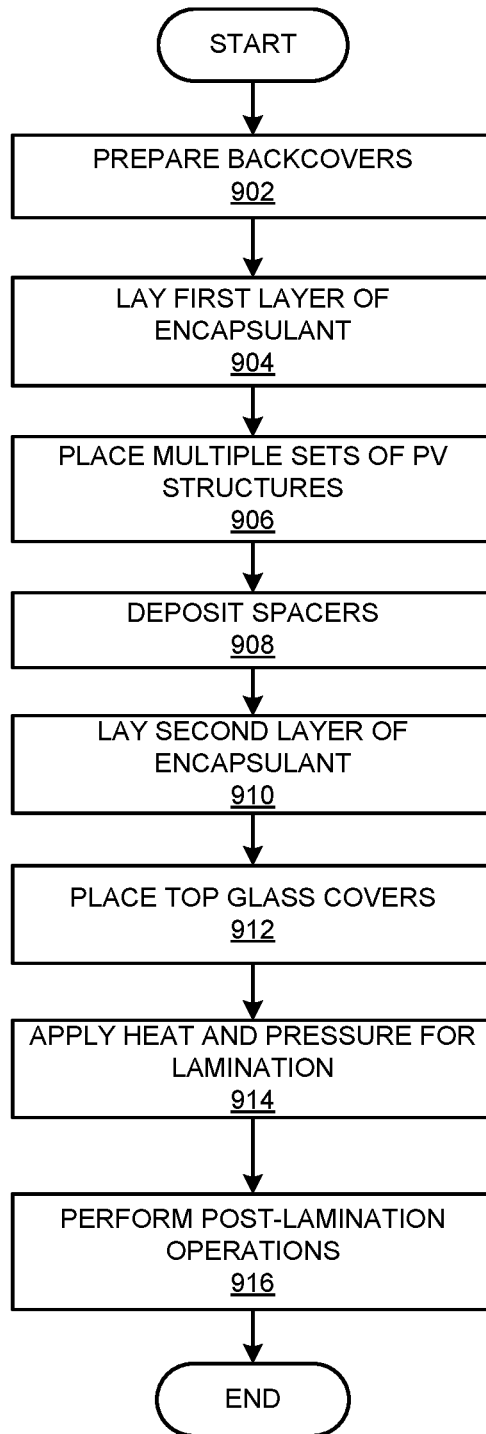 START
PREPARE BACKCOVERS
902
LAY FIRST LAYER OF
ENCAPSULANT
904
PLACE MULTIPLE SETS OF PV
STRUCTURES
906
DEPOSIT SPACERS
908
LAY SECOND LAYER OF
ENCAPSULANT
910
PLACE TOP GLASS COVERS
912
APPLY HEAT AND PRESSURE FOR
LAMINATION
914
PERFORM POST-LAMINATION
OPERATIONS
916
END